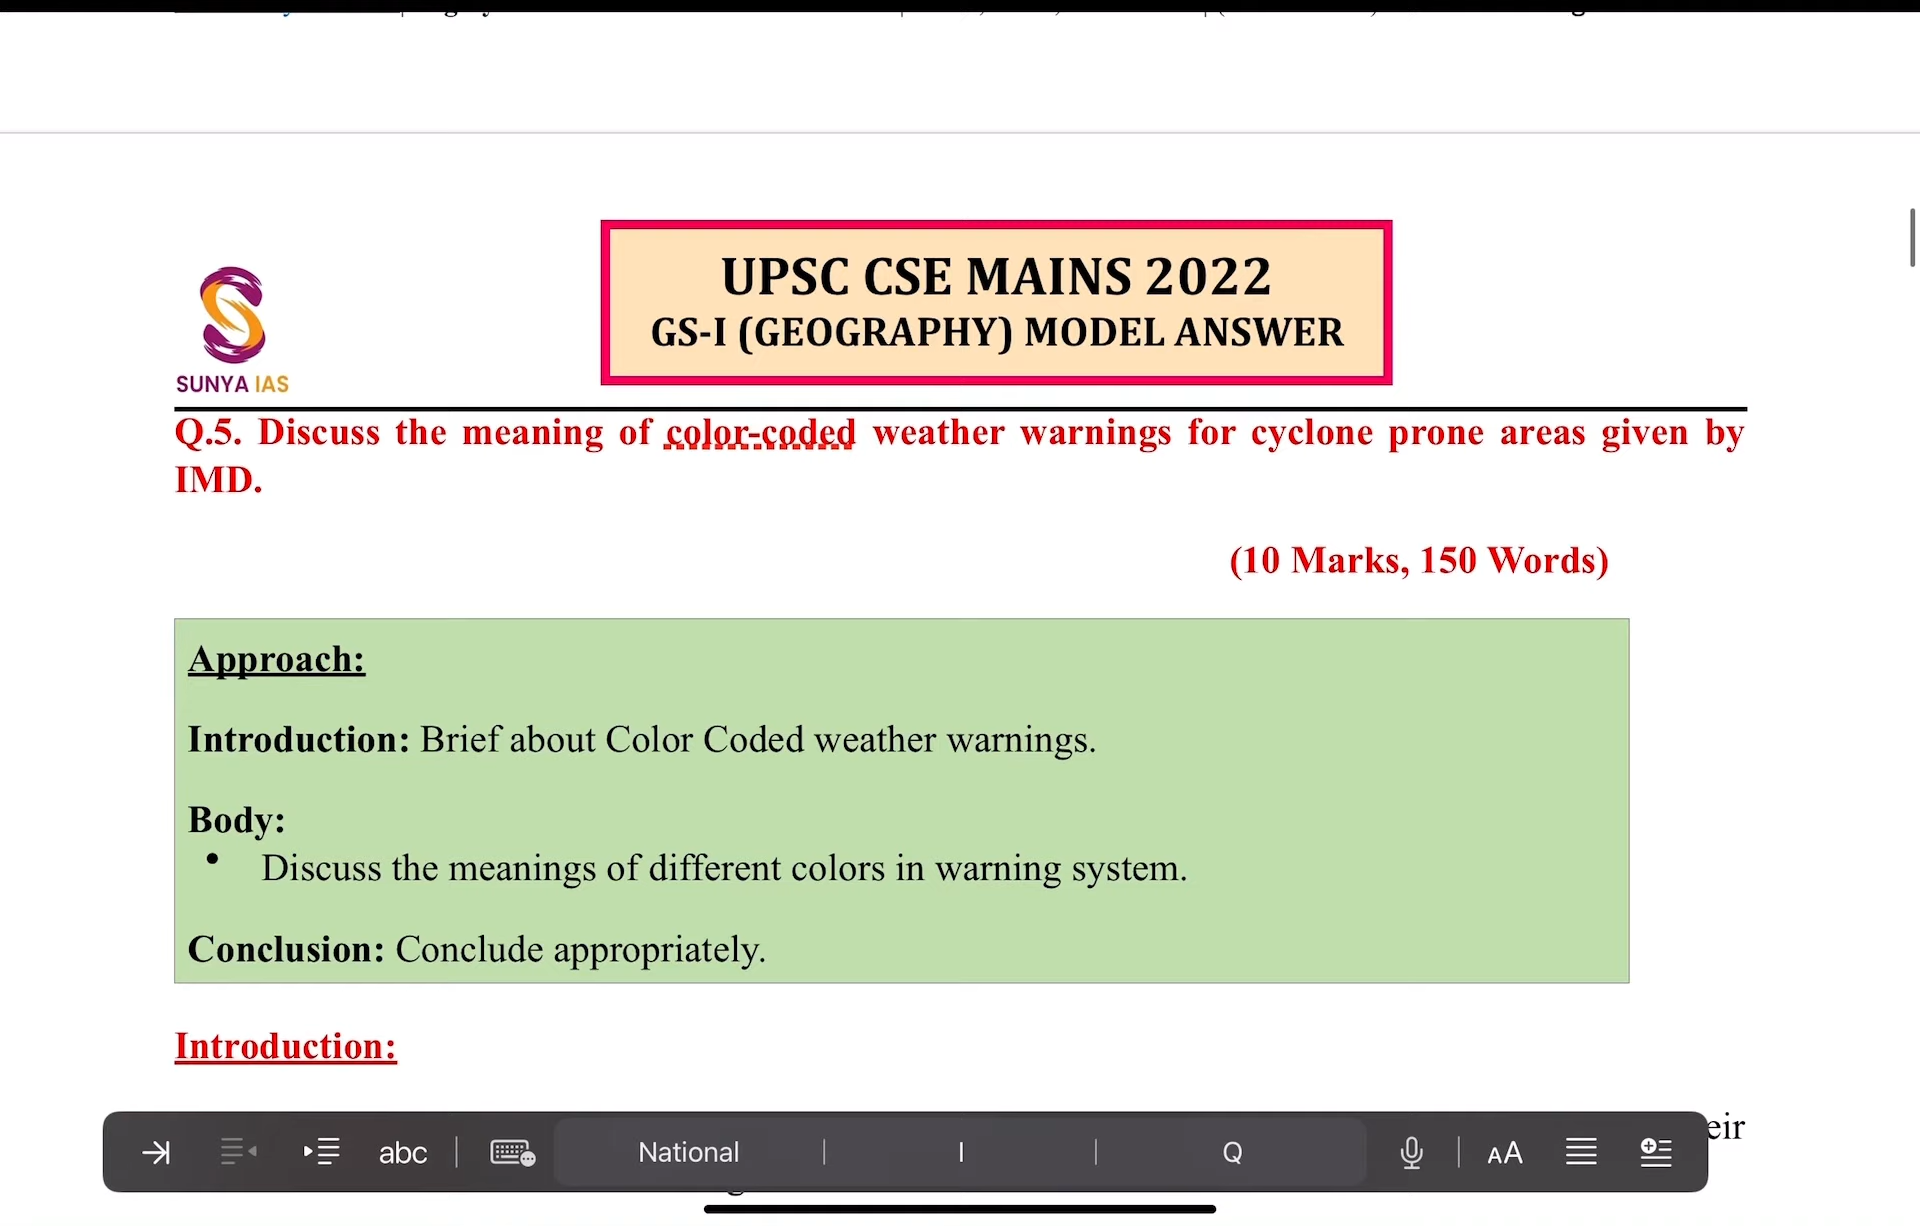 UPSC CSE MAINS 2022
GS-I (GEOGRAPHY) MODEL ANSWER
SUNYA IAS
Q.5. Discuss the meaning of color-coded weather warnings for cyclone prone areas given by
IMD.
(10 Marks, 150 Words)
Approach:
Introduction: Brief about Color Coded weather warnings.
Body:
• Discuss the meanings of different colors in warning system.
Conclusion: Conclude appropriately.
Introduction:
abc National I Q AA